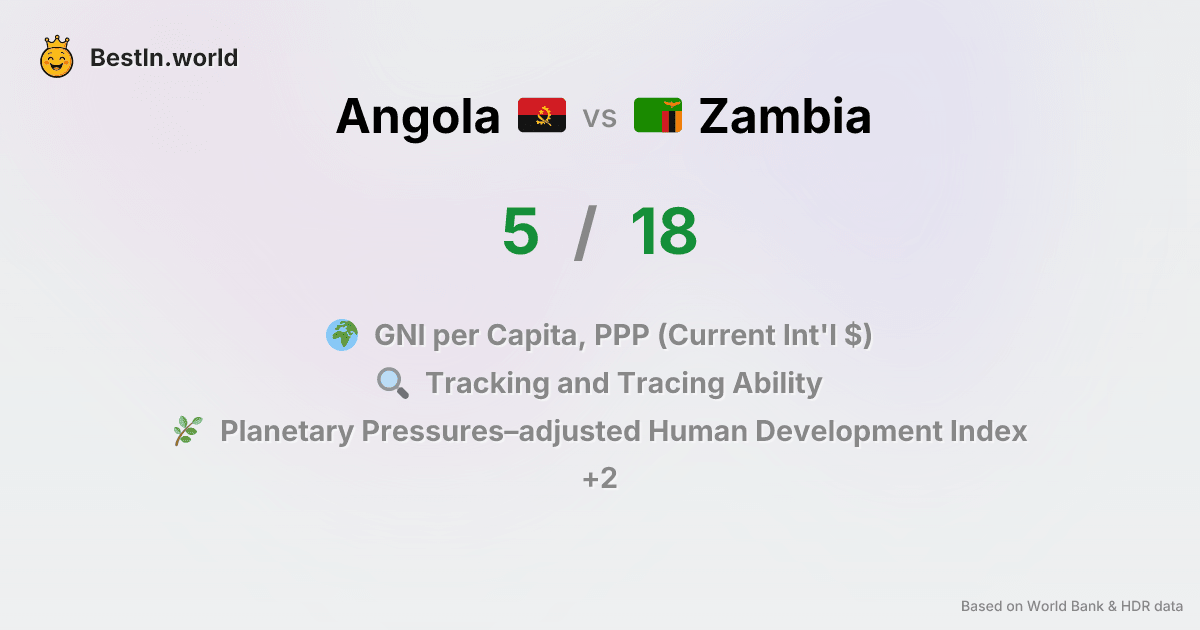 BestIn.world
Angola vs Zambia
5 / 18
GNI per Capita, PPP (Current Int'l $)
Tracking and Tracing Ability
Planetary Pressures–adjusted Human Development Index
+2
Based on World Bank & HDR data